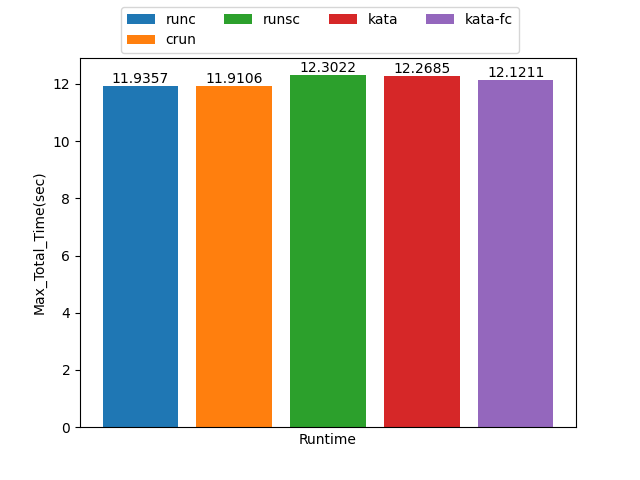 runc runsc kata kata-fc
crun
11.9357 11.9106 12.3022 12.2685 12.1211
12
10
8
6
4
2
0
Max_Total_Time(sec)
Runtime